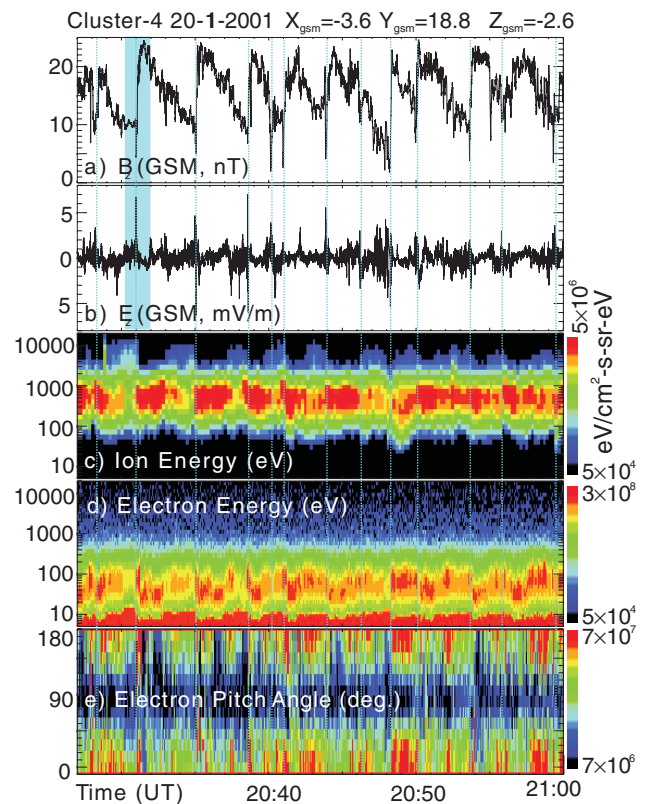 Cluster-4 20-1-2001 Xgsm=-3.6 Ygsm=18.8 Zgsm=-2.6
20
10
0
a) Bz(GSM, nT)
5
0
5
b) Ez(GSM, mV/m)
10000
1000
100
10
c) Ion Energy (eV)
5×10⁶
5×10⁴
eV/cm²-s-sr-eV
10000
1000
100
10
d) Electron Energy (eV)
3×10⁸
5×10⁴
180
90
0
e) Electron Pitch Angle (deg.)
7×10⁷
7×10⁶
Time (UT) 20:40 20:50 21:00